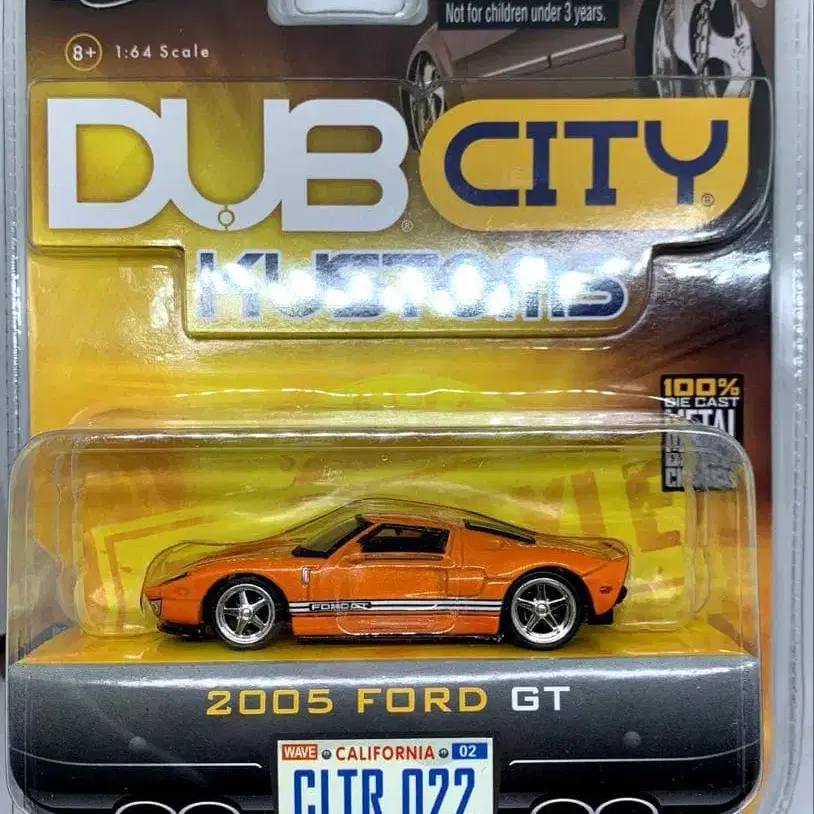 Not for children under 3 years.
8+ 1:64 Scale
DUB CITY
KUSTOMS
100%
DIE CAST
METAL
FORD GT
2005 FORD GT
WAVE CALIFORNIA 02
CLTR 022